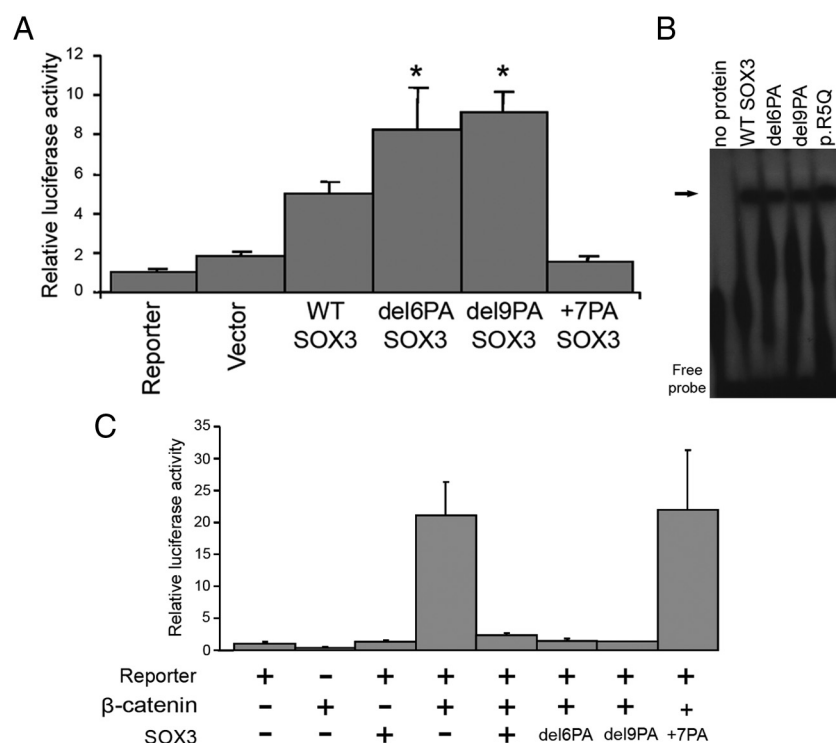 A
Relative luciferase activity
12
10
8
6
4
2
0
*
*
Reporter
Vector
WT
SOX3
del6PA
SOX3
del9PA
SOX3
+7PA
SOX3
B
no protein
WT SOX3
del6PA
del9PA
p.R5Q
Free
probe
C
Relative luciferase activity
35
30
25
20
15
10
5
0
Reporter + - + + + + + +
β-catenin - + - + + + + +
SOX3 - - + - + del6PA del9PA +7PA